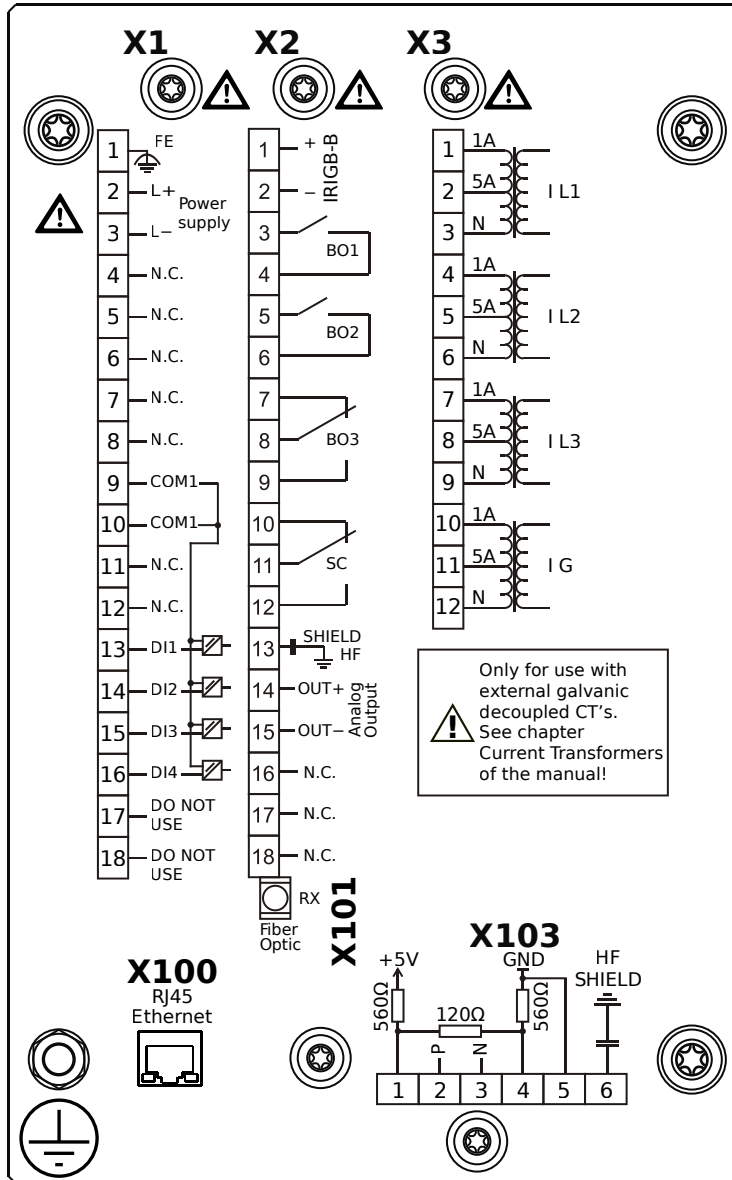 X1
X2
X3
1 FE
2 L+
Power
supply
3 L−
4 N.C.
5 N.C.
6 N.C.
7 N.C.
8 N.C.
9 COM1
10 COM1
11 N.C.
12 N.C.
13 DI1
14 DI2
15 DI3
16 DI4
17 DO NOT
USE
18 DO NOT
USE
1 +
IRIGB-B
2 −
3
BO1
4
5
BO2
6
7
8 BO3
9
10
11 SC
12
13 SHIELD
HF
14 OUT+
Analog
Output
15 OUT−
16 N.C.
17 N.C.
18 N.C.
RX
Fiber
Optic
X101
1 1A
2 5A I L1
3 N
4 1A
5 5A I L2
6 N
7 1A
8 5A I L3
9 N
10 1A
11 5A I G
12 N
Only for use with
external galvanic
decoupled CT's.
See chapter
Current Transformers
of the manual!
X100
RJ45
Ethernet
X103
+5V
GND
HF
SHIELD
560Ω
120Ω
560Ω
P
N
1 2 3 4 5 6